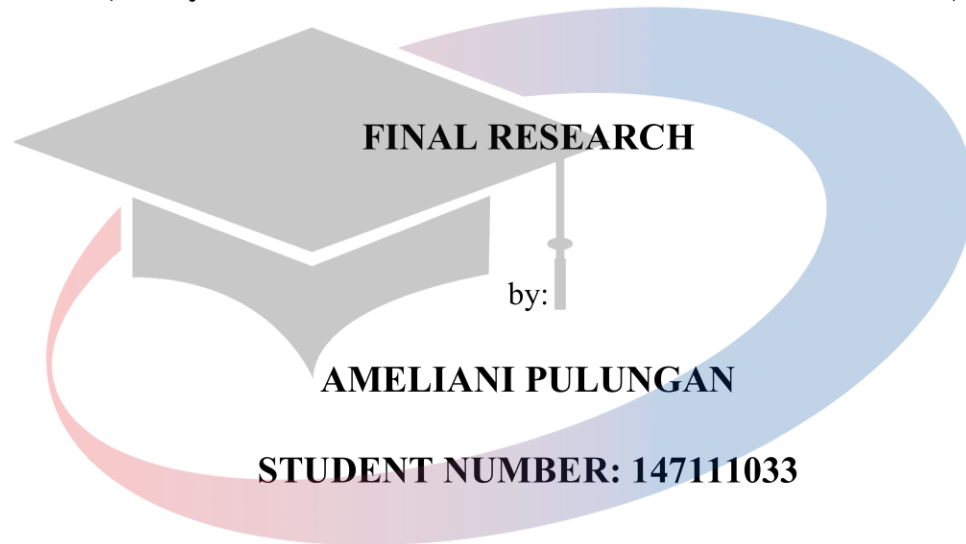 FINAL RESEARCH
by:
AMELIANI PULUNGAN
STUDENT NUMBER: 147111033